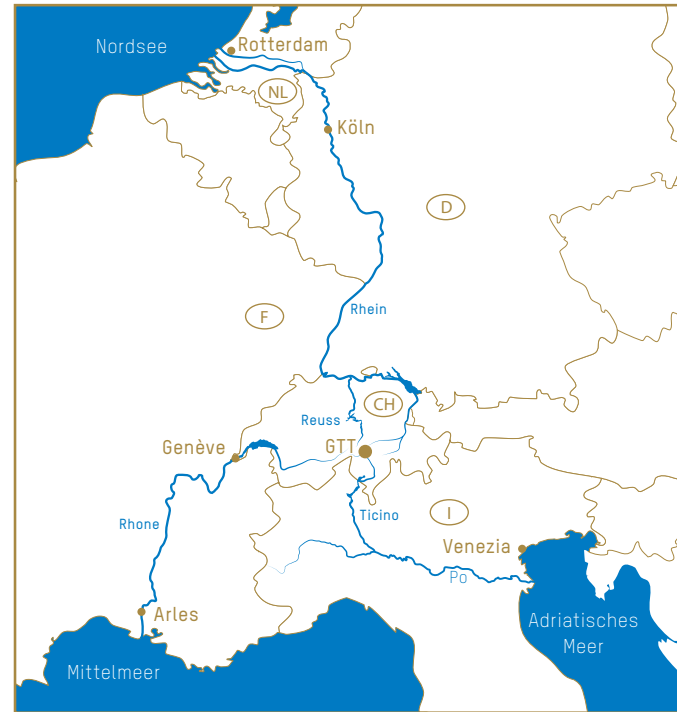 Nordsee
Rotterdam
NL
Köln
D
Rhein
F
CH
Reuss
Genève
GTT
Ticino
I
Rhone
Venezia
Po
Arles
Adriatisches
Meer
Mittelmeer